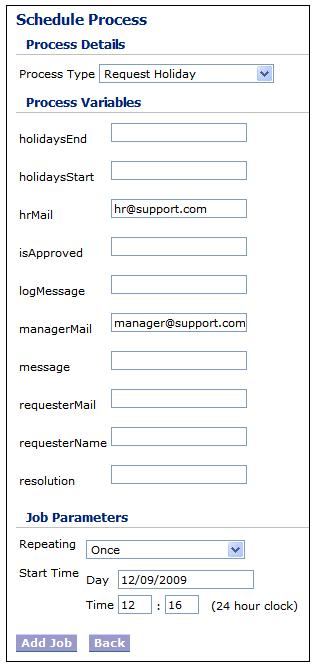 Schedule Process
Process Details
Process Type Request Holiday
Process Variables
holidaysEnd
holidaysStart
hrMail hr@support.com
isApproved
logMessage
managerMail manager@support.com
message
requesterMail
requesterName
resolution
Job Parameters
Repeating Once
Start Time Day 12/09/2009
Time 12 : 16 (24 hour clock)
Add Job Back